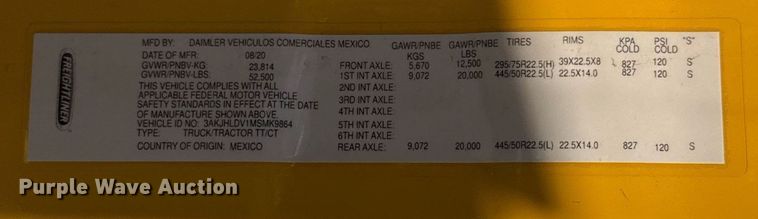 FREIGHTLINER
MFD BY: DAIMLER VEHICULOS COMERCIALES MEXICO
DATE OF MFR: 08/20
GVWR/PNBV-KG: 23,814
GVWR/PNBV-LBS: 52,500
THIS VEHICLE COMPLIES WITH ALL
APPLICABLE FEDERAL MOTOR VEHICLE
SAFETY STANDARDS IN EFFECT AT THE DATE
OF MANUFACTURE SHOWN ABOVE.
VEHICLE ID NO: 3AKJHLDV1MSMK9864
TYPE: TRUCK/TRACTOR TT/CT
COUNTRY OF ORIGIN: MEXICO
GAWR/PNBE GAWR/PNBE TIRES RIMS KPA PSI "S"
KGS LBS COLD COLD
FRONT AXLE: 5,670 12,500 295/75R22.5(H) 39X22.5X8 827 120 S
1ST INT AXLE: 9,072 20,000 445/50R22.5(L) 22.5X14.0 827 120 S
2ND INT AXLE:
3RD INT AXLE:
4TH INT AXLE:
5TH INT AXLE:
6TH INT AXLE:
REAR AXLE: 9,072 20,000 445/50R22.5(L) 22.5X14.0 827 120 S
Purple Wave Auction